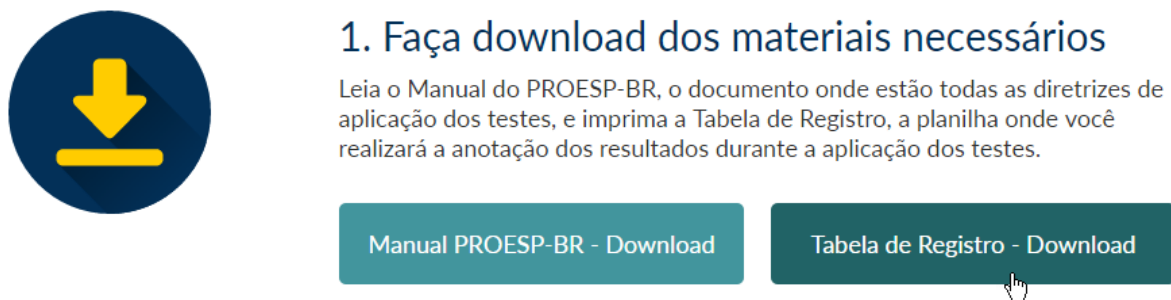 1. Faça download dos materiais necessários
Leia o Manual do PROESP-BR, o documento onde estão todas as diretrizes de
aplicação dos testes, e imprima a Tabela de Registro, a planilha onde você
realizará a anotação dos resultados durante a aplicação dos testes.
Manual PROESP-BR - Download
Tabela de Registro - Download